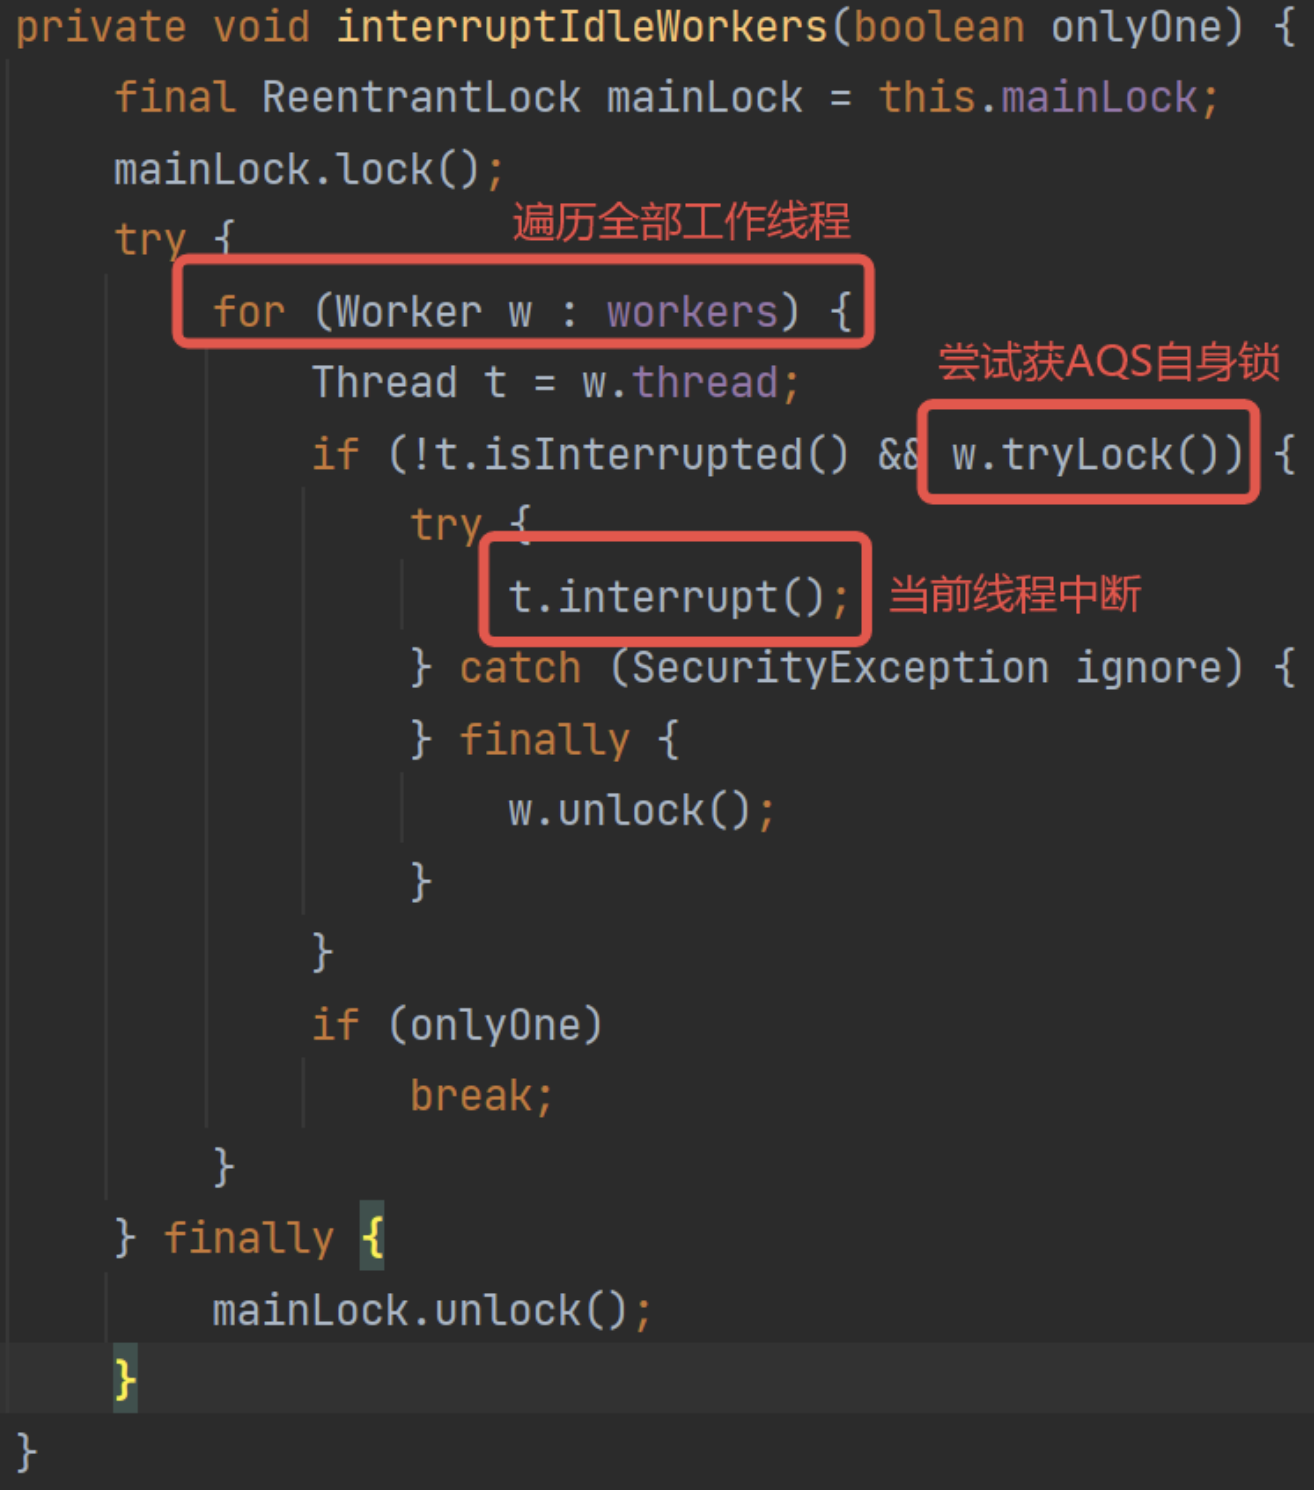 private void interruptIdleWorkers(boolean onlyOne) {
final ReentrantLock mainLock = this.mainLock;
mainLock.lock();
遍历全部工作线程
try {
for (Worker w : workers) {
尝试获AQS自身锁
Thread t = w.thread;
if (!t.isInterrupted() && w.tryLock()) {
try {
t.interrupt(); 当前线程中断
} catch (SecurityException ignore) {
} finally {
w.unlock();
}
}
if (onlyOne)
break;
}
} finally {
mainLock.unlock();
}
}